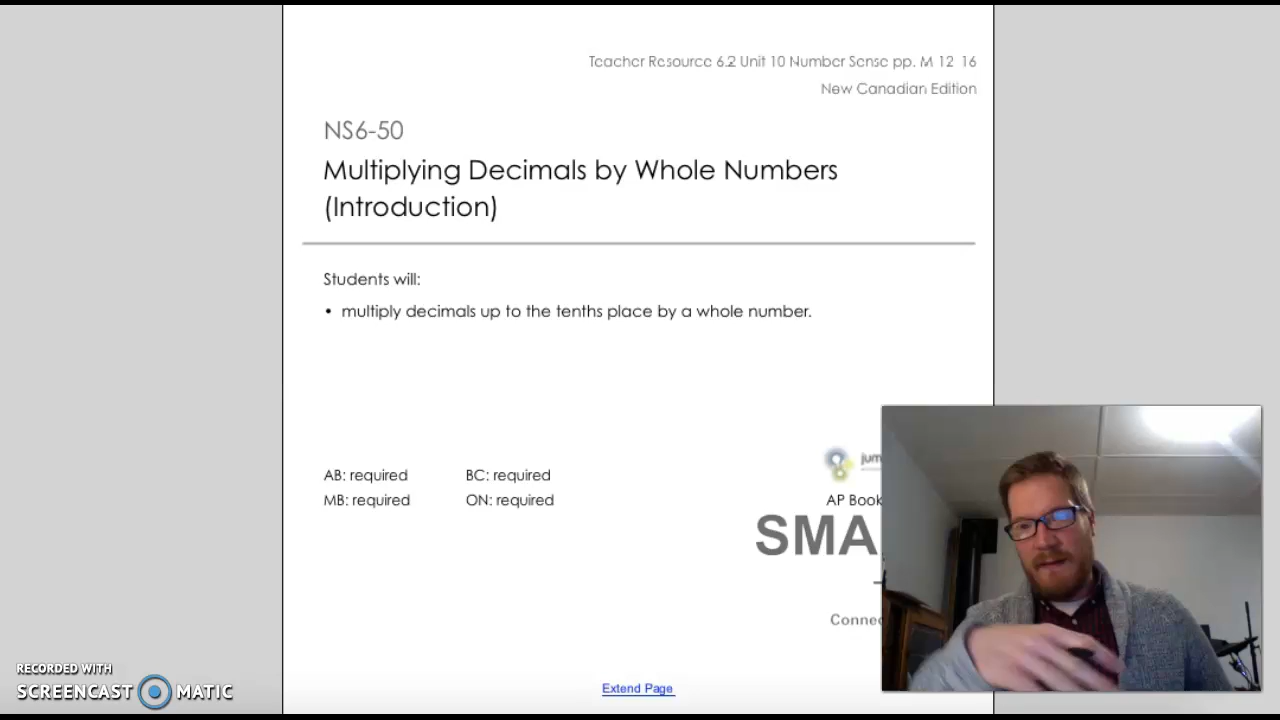 Teacher Resource 6.2 Unit 10 Number Sense pp. M 12 16
New Canadian Edition
NS6-50
Multiplying Decimals by Whole Numbers
(Introduction)
Students will:
• multiply decimals up to the tenths place by a whole number.
AB: required BC: required
MB: required ON: required
jum
AP Book
SMA
Connec
Extend Page
RECORDED WITH
SCREENCAST MATIC